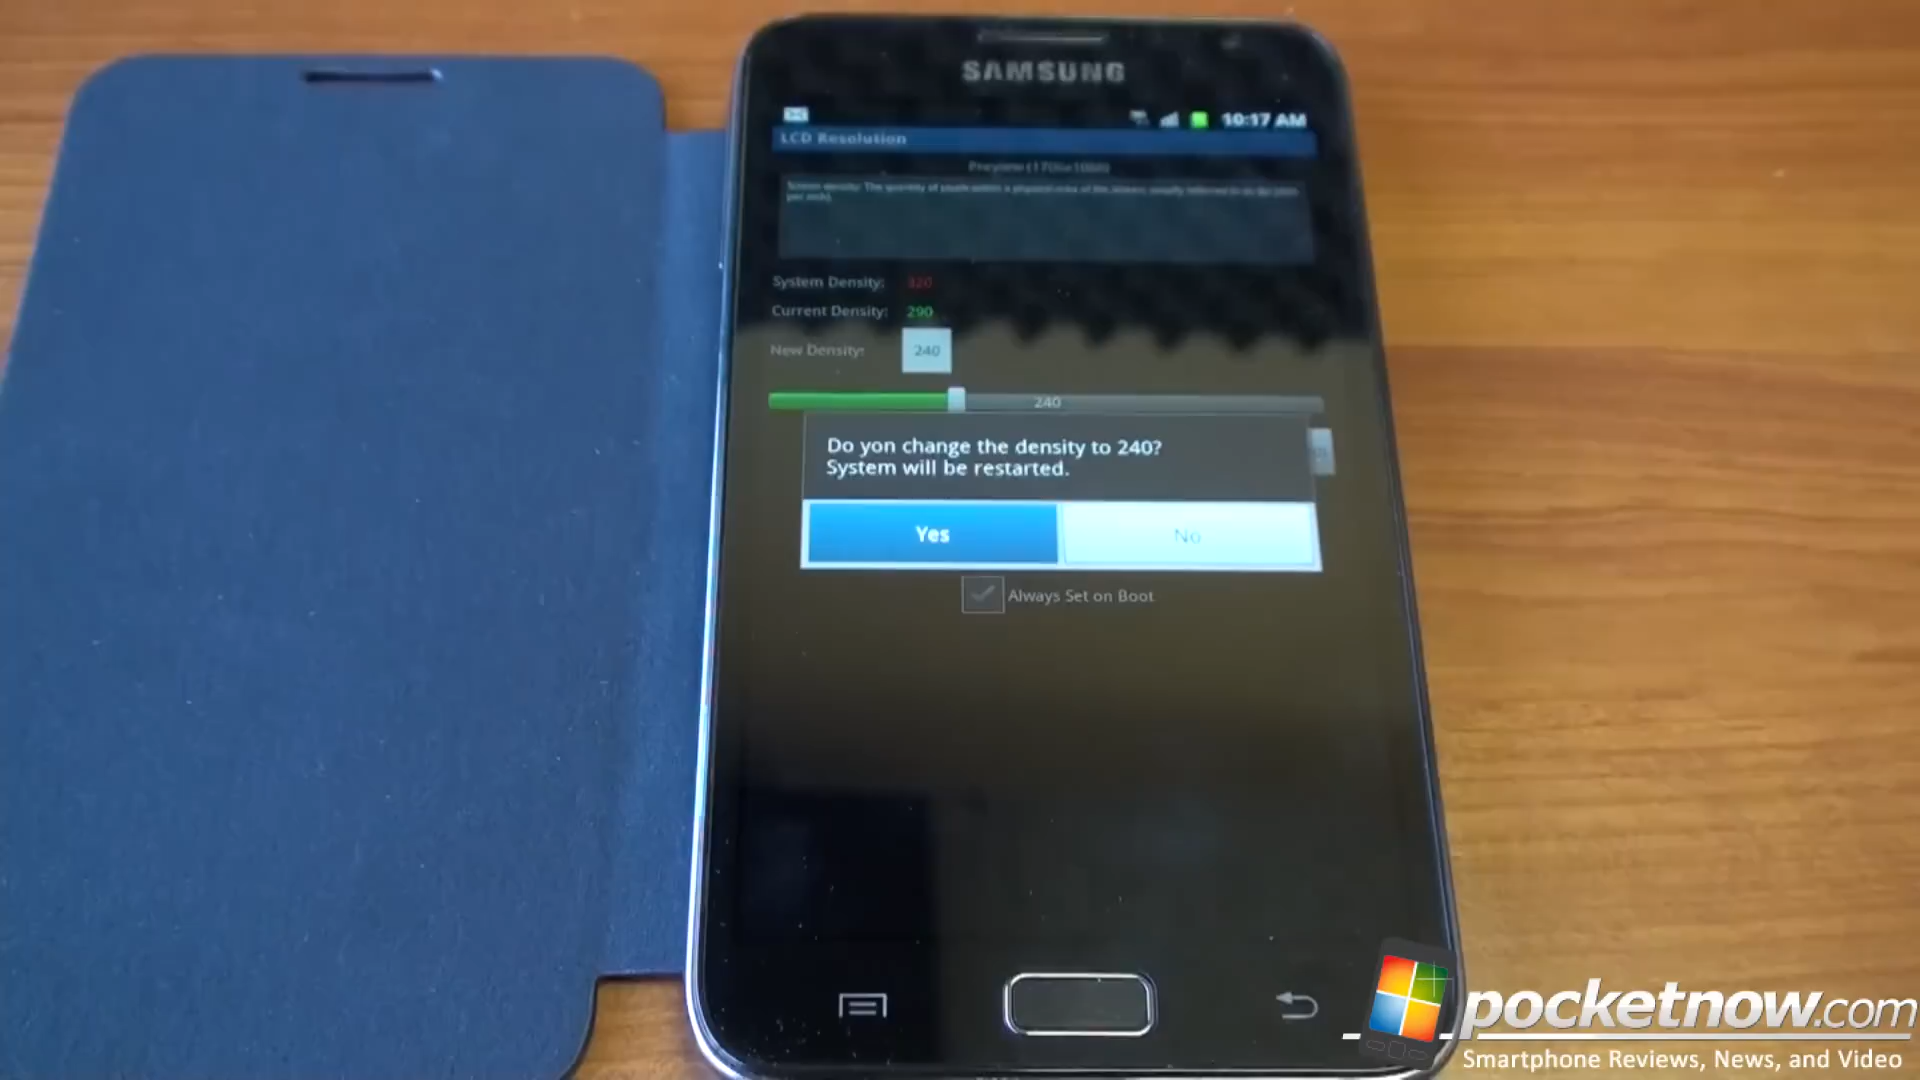 SAMSUNG
10:17 AM
LCD Resolution
System Density: 320
Current Density: 290
New Density: 240
240
Do yon change the density to 240?
System will be restarted.
Yes No
Always Set on Boot
pocketnow.com
Smartphone Reviews, News, and Video